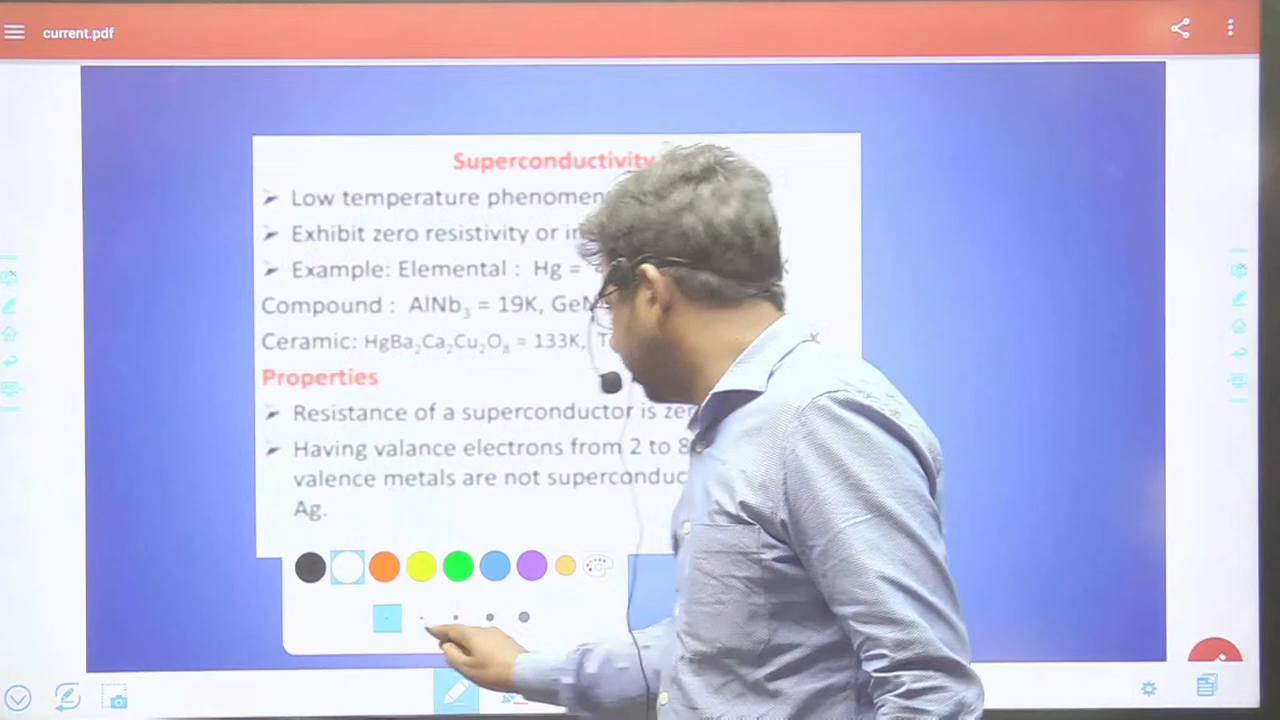 current.pdf
Superconductivity
➢ Low temperature phenomen
➢ Exhibit zero resistivity or in
➢ Example: Elemental : Hg =
Compound : AlNb₃ = 19K, GeN
Ceramic: HgBa₂Ca₂Cu₂O₈ = 133K, T
Properties
➢ Resistance of a superconductor is zer
➢ Having valance electrons from 2 to 8
valence metals are not superconduc
Ag.